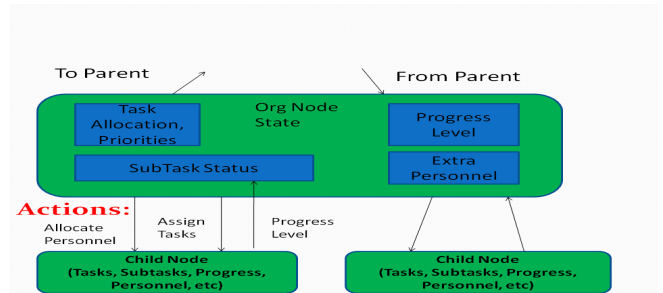 To Parent
From Parent
Task
Allocation,
Priorities
Org Node
State
Progress
Level
SubTask Status
Extra
Personnel
Actions:
Allocate
Personnel
Assign
Tasks
Progress
Level
Child Node
(Tasks, Subtasks, Progress,
Personnel, etc)
Child Node
(Tasks, Subtasks, Progress,
Personnel, etc)